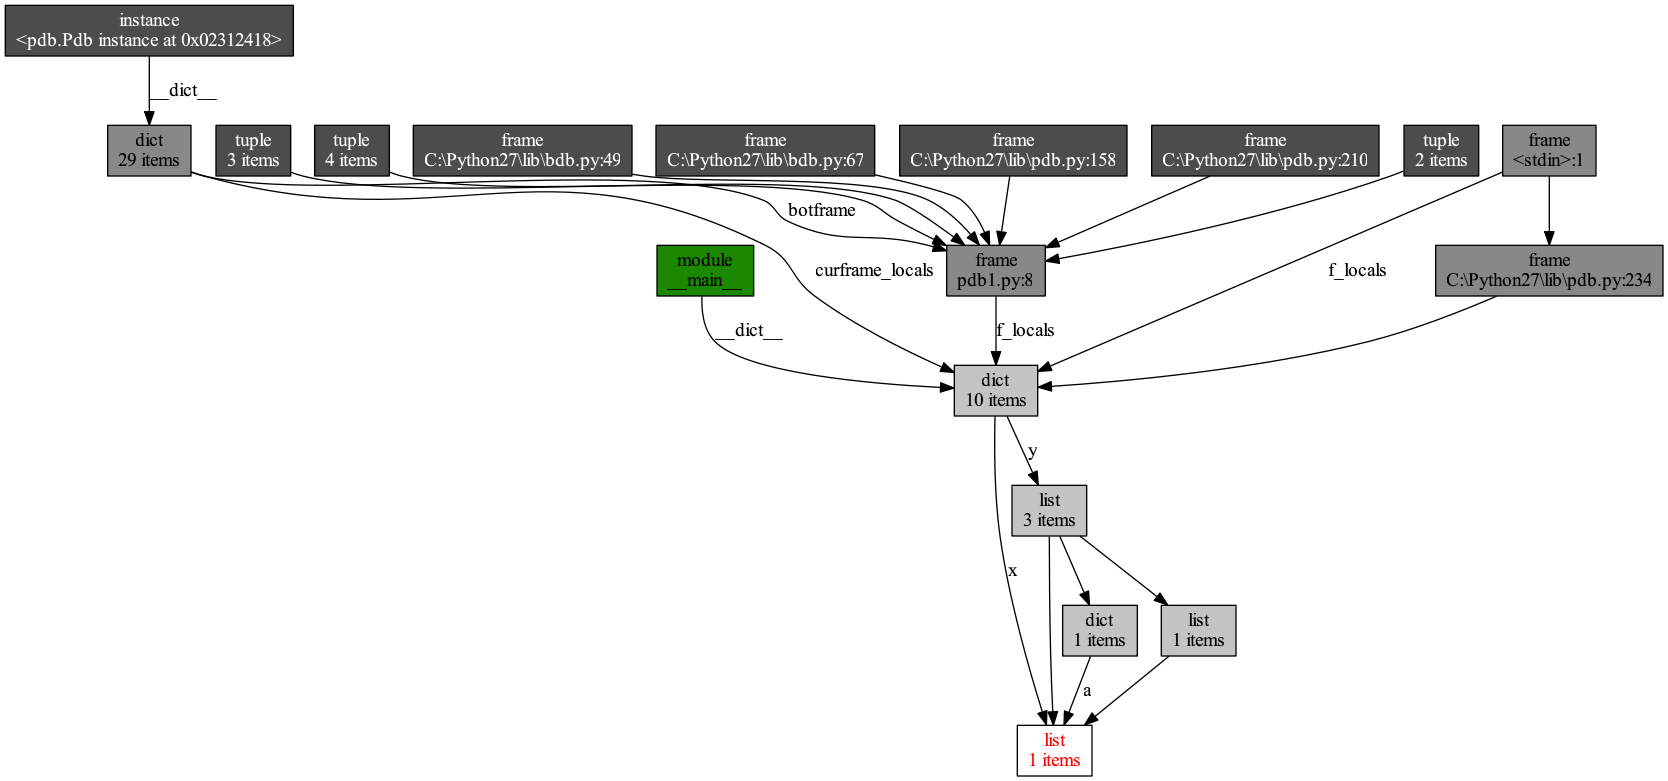 instance
<pdb.Pdb instance at 0x02312418>
__dict__
dict
29 items
tuple
3 items
tuple
4 items
frame
C:\Python27\lib\bdb.py:49
frame
C:\Python27\lib\bdb.py:67
frame
C:\Python27\lib\pdb.py:158
frame
C:\Python27\lib\pdb.py:210
tuple
2 items
frame
<stdin>:1
botframe
module
__main__
curframe_locals
frame
pdb1.py:8
f_locals
frame
C:\Python27\lib\pdb.py:234
__dict__
f_locals
dict
10 items
y
list
3 items
x
dict
1 items
list
1 items
a
list
1 items